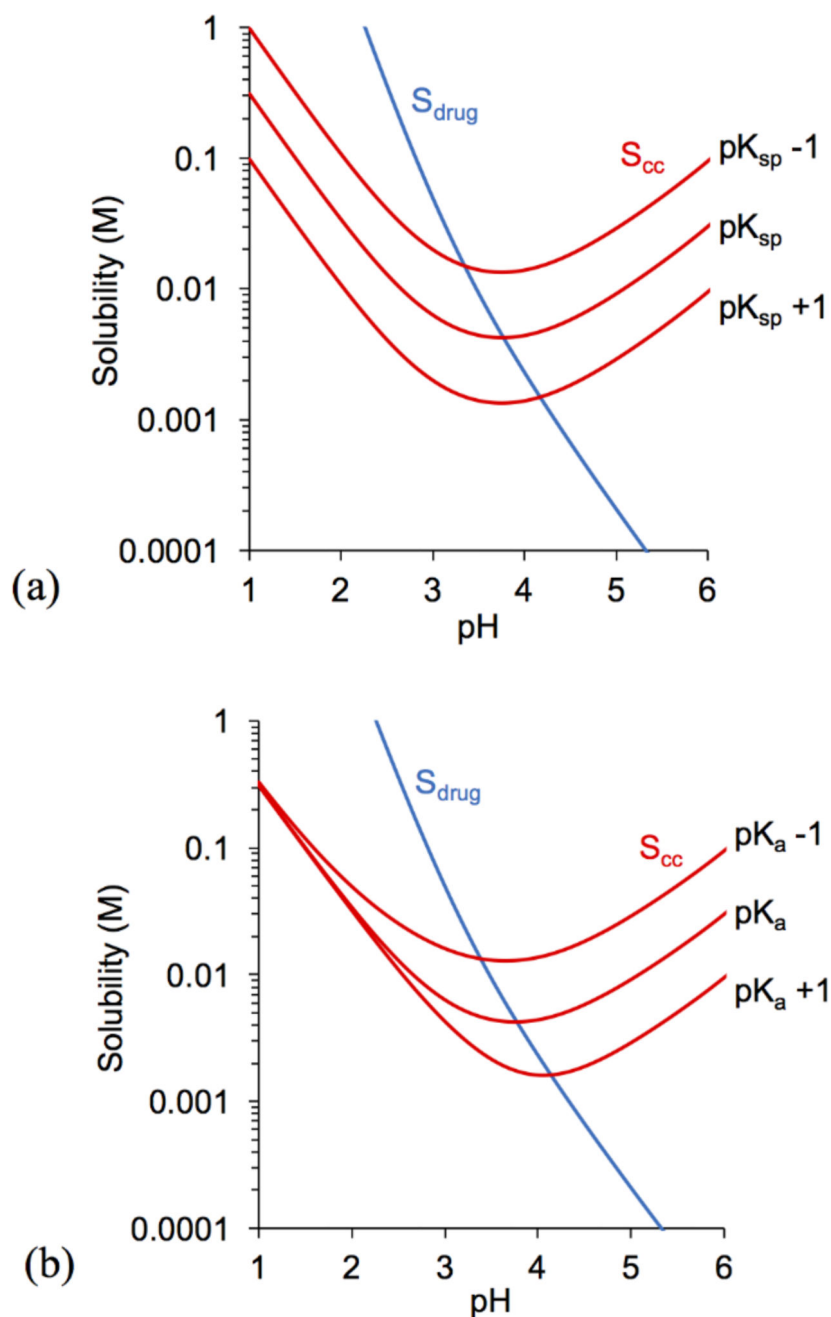 1
0.1
0.01
0.001
0.0001
Solubility (M)
S_drug
S_cc
pK_sp -1
pK_sp
pK_sp +1
1 2 3 4 5 6
pH
(a)
1
0.1
0.01
0.001
0.0001
Solubility (M)
S_drug
S_cc
pK_a -1
pK_a
pK_a +1
1 2 3 4 5 6
pH
(b)